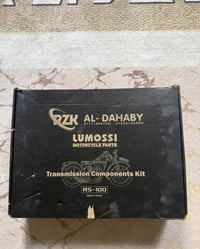 RZK AL-DAHABY
LUMOSSI
MOTORCYCLE PARTS
Transmission Components Kit
RS-100